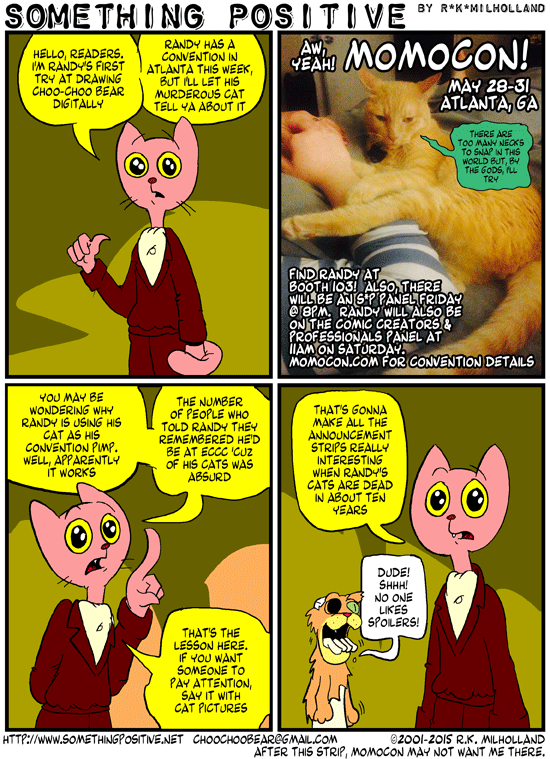 SOMETHING POSITIVE BY R*K*MILHOLLAND
HELLO, READERS.
I'M RANDY'S FIRST
TRY AT DRAWING
CHOO-CHOO BEAR
DIGITALLY
RANDY HAS A
CONVENTION IN
ATLANTA THIS WEEK,
BUT I'LL LET HIS
MURDEROUS CAT
TELL YA ABOUT IT
AW,
YEAH! MOMOCON!
MAY 28-31
ATLANTA, GA
THERE ARE
TOO MANY NECKS
TO SNAP IN THIS
WORLD BUT, BY
THE GODS, I'LL
TRY
FIND RANDY AT
BOOTH 103! ALSO, THERE
WILL BE AN S*P PANEL FRIDAY
@ 8PM. RANDY WILL ALSO BE
ON THE COMIC CREATORS &
PROFESSIONALS PANEL AT
11AM ON SATURDAY.
MOMOCON.COM FOR CONVENTION DETAILS
YOU MAY BE
WONDERING WHY
RANDY IS USING HIS
CAT AS HIS
CONVENTION PIMP.
WELL, APPARENTLY
IT WORKS
THE NUMBER
OF PEOPLE WHO
TOLD RANDY THEY
REMEMBERED HE'D
BE AT ECCC 'CUZ
OF HIS CATS WAS
ABSURD
THAT'S THE
LESSON HERE.
IF YOU WANT
SOMEONE TO
PAY ATTENTION,
SAY IT WITH
CAT PICTURES
THAT'S GONNA
MAKE ALL THE
ANNOUNCEMENT
STRIPS REALLY
INTERESTING
WHEN RANDY'S
CATS ARE DEAD
IN ABOUT TEN
YEARS
DUDE!
SHHH!
NO ONE
LIKES
SPOILERS!
HTTP://WWW.SOMETHINGPOSITIVE.NET CHOOCHOOBEAR@GMAIL.COM ©2001-2015 R.K. MILHOLLAND
AFTER THIS STRIP, MOMOCON MAY NOT WANT ME THERE.